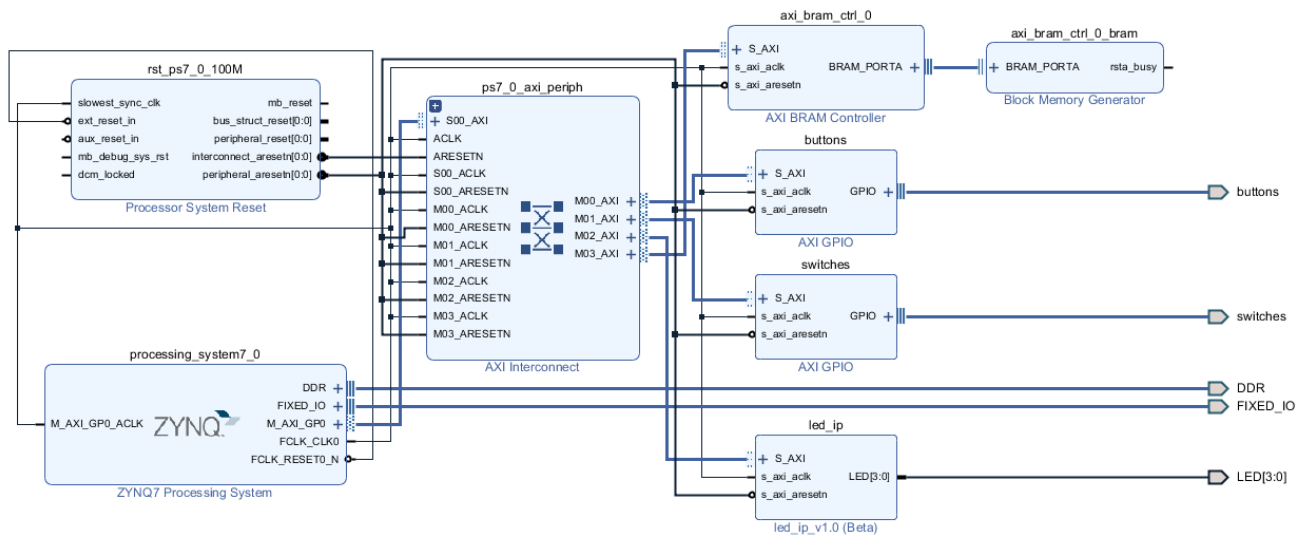 axi_bram_ctrl_0
S_AXI
s_axi_aclk
s_axi_aresetn
BRAM_PORTA
AXI BRAM Controller
axi_bram_ctrl_0_bram
BRAM_PORTA
rsta_busy
Block Memory Generator
rst_ps7_0_100M
slowest_sync_clk
ext_reset_in
aux_reset_in
mb_debug_sys_rst
dcm_locked
mb_reset
bus_struct_reset[0:0]
peripheral_reset[0:0]
interconnect_aresetn[0:0]
peripheral_aresetn[0:0]
Processor System Reset
ps7_0_axi_periph
S00_AXI
ACLK
ARESETN
S00_ACLK
S00_ARESETN
M00_ACLK
M00_ARESETN
M01_ACLK
M01_ARESETN
M02_ACLK
M02_ARESETN
M03_ACLK
M03_ARESETN
M00_AXI
M01_AXI
M02_AXI
M03_AXI
AXI Interconnect
buttons
S_AXI
s_axi_aclk
s_axi_aresetn
GPIO
AXI GPIO
buttons
switches
S_AXI
s_axi_aclk
s_axi_aresetn
GPIO
AXI GPIO
switches
processing_system7_0
M_AXI_GP0_ACLK
ZYNQ
DDR
FIXED_IO
M_AXI_GP0
FCLK_CLK0
FCLK_RESET0_N
ZYNQ7 Processing System
DDR
FIXED_IO
led_ip
S_AXI
s_axi_aclk
s_axi_aresetn
LED[3:0]
led_ip_v1.0 (Beta)
LED[3:0]